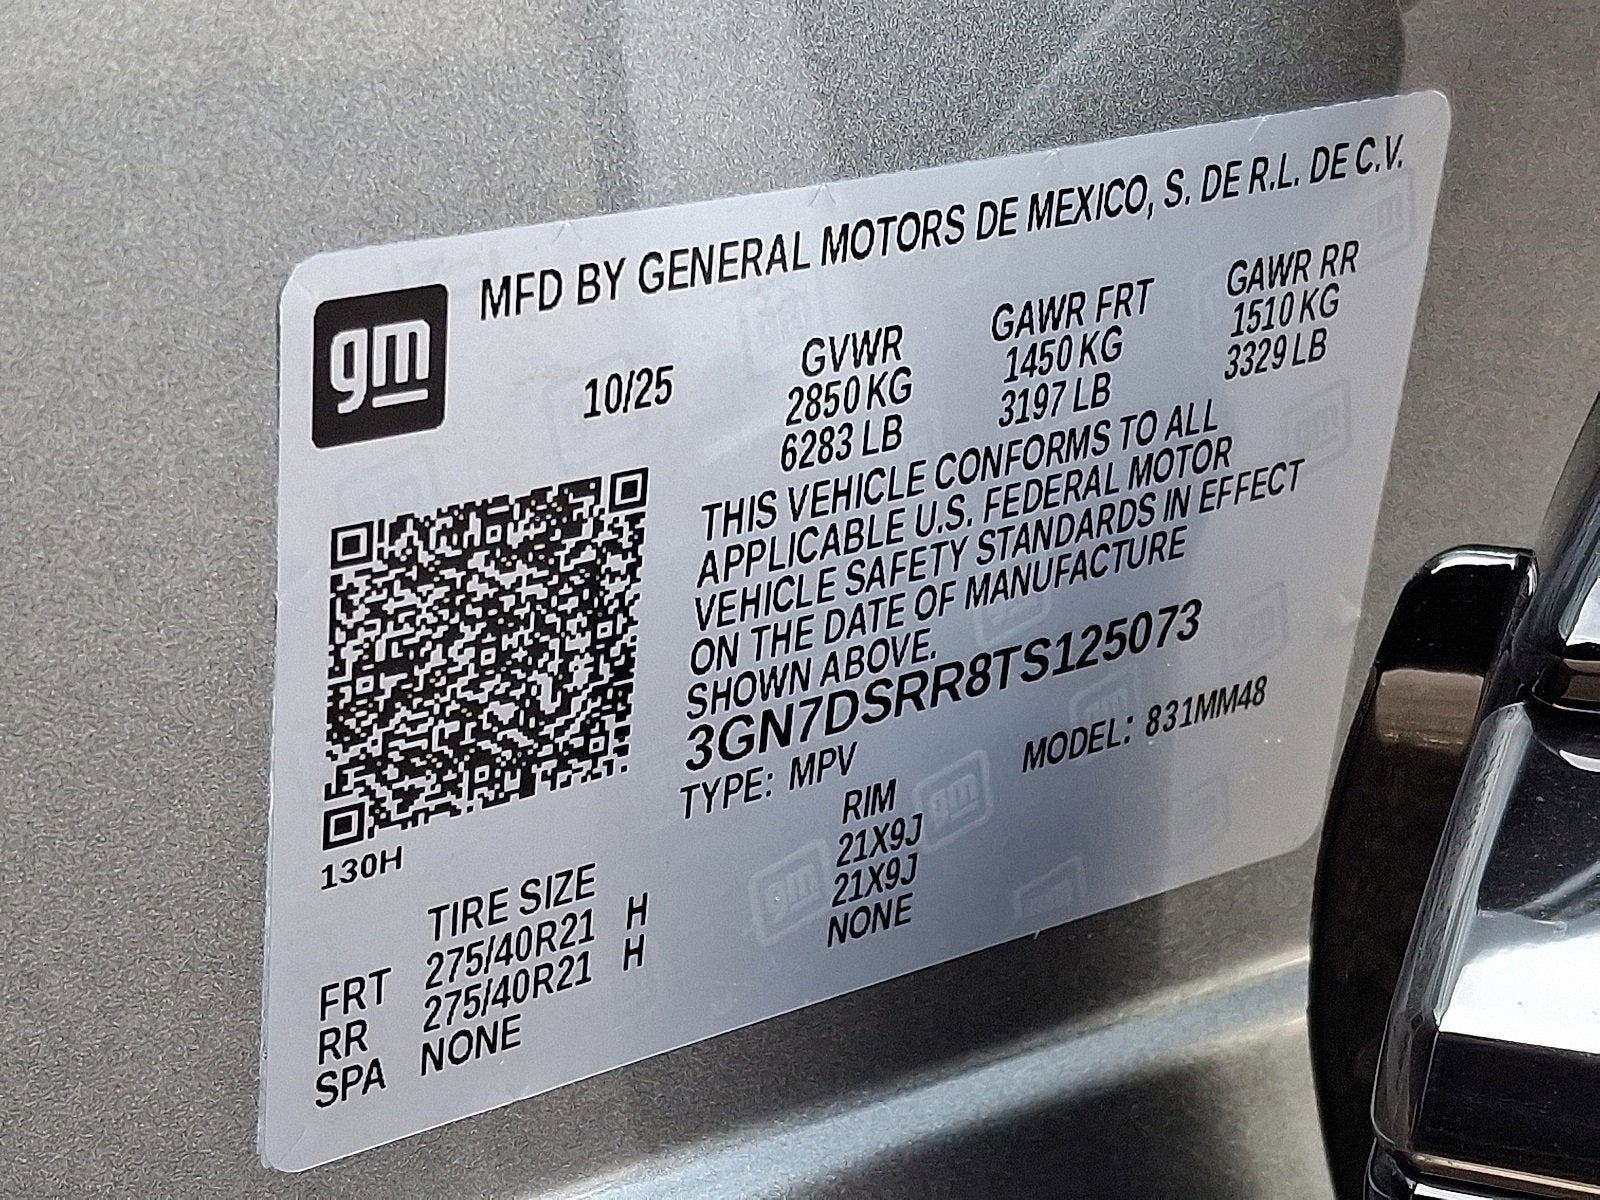 gm
MFD BY GENERAL MOTORS DE MEXICO, S. DE R.L. DE C.V.
10/25
GVWR
2850 KG
6283 LB
GAWR FRT
1450 KG
3197 LB
GAWR RR
1510 KG
3329 LB
THIS VEHICLE CONFORMS TO ALL
APPLICABLE U.S. FEDERAL MOTOR
VEHICLE SAFETY STANDARDS IN EFFECT
ON THE DATE OF MANUFACTURE
SHOWN ABOVE.
3GN7DSRR8TS125073
TYPE: MPV MODEL: 831MM48
130H
TIRE SIZE RIM
FRT 275/40R21 H 21X9J
RR 275/40R21 H 21X9J
SPA NONE NONE